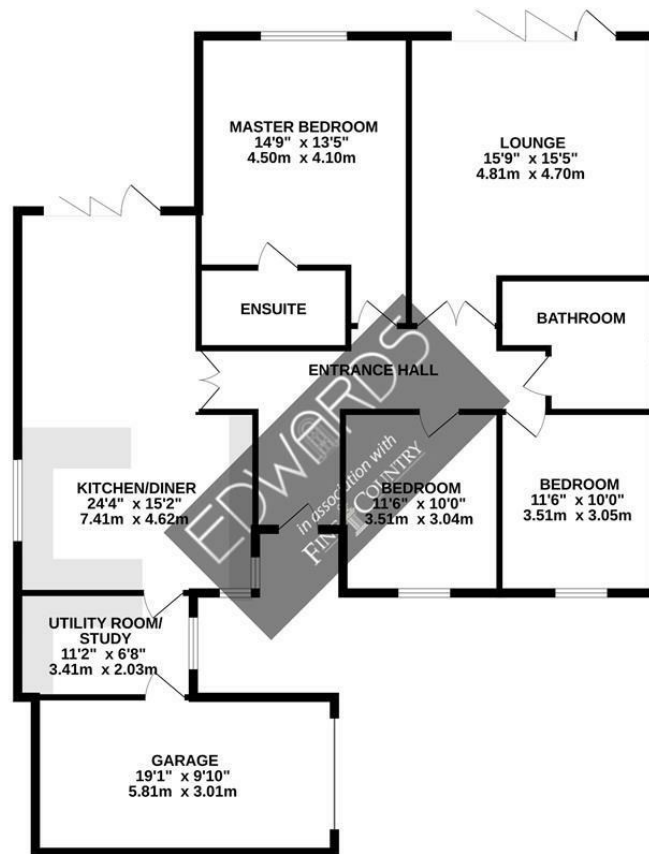 MASTER BEDROOM
14'9" x 13'5"
4.50m x 4.10m
LOUNGE
15'9" x 15'5"
4.81m x 4.70m
ENSUITE
BATHROOM
ENTRANCE HALL
EDWARDS
in association with
FINE & COUNTRY
KITCHEN/DINER
24'4" x 15'2"
7.41m x 4.62m
BEDROOM
11'6" x 10'0"
3.51m x 3.04m
BEDROOM
11'6" x 10'0"
3.51m x 3.05m
UTILITY ROOM/
STUDY
11'2" x 6'8"
3.41m x 2.03m
GARAGE
19'1" x 9'10"
5.81m x 3.01m